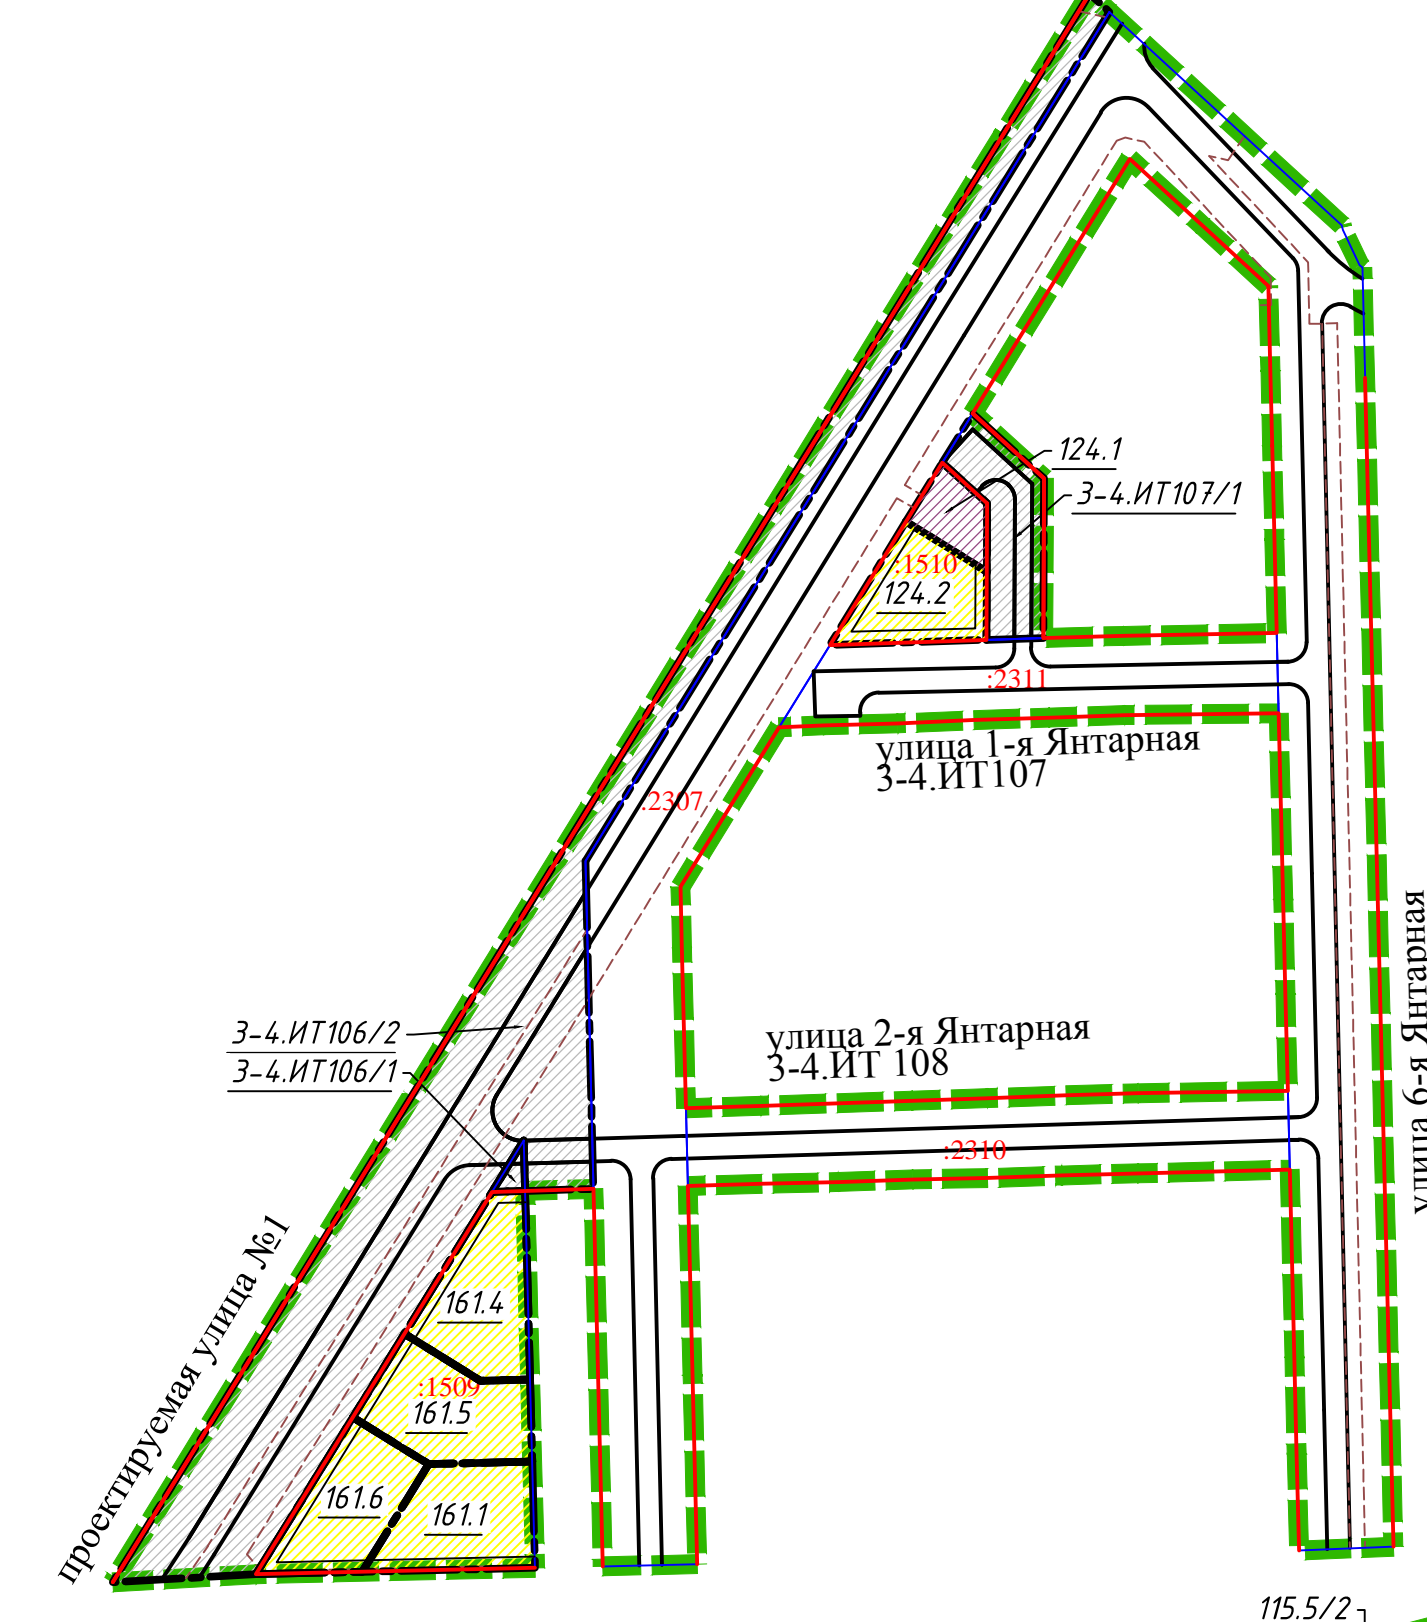 124.1
3-4.ИТ107/1
:1510
124.2
:2311
улица 1-я Янтарная
3-4.ИТ107
:2307
улица 6-я Янтарная
3-4.ИТ106/2
3-4.ИТ106/1
улица 2-я Янтарная
3-4.ИТ 108
:2310
проектируемая улица №1
161.4
:1509
161.5
161.6
161.1
115.5/2